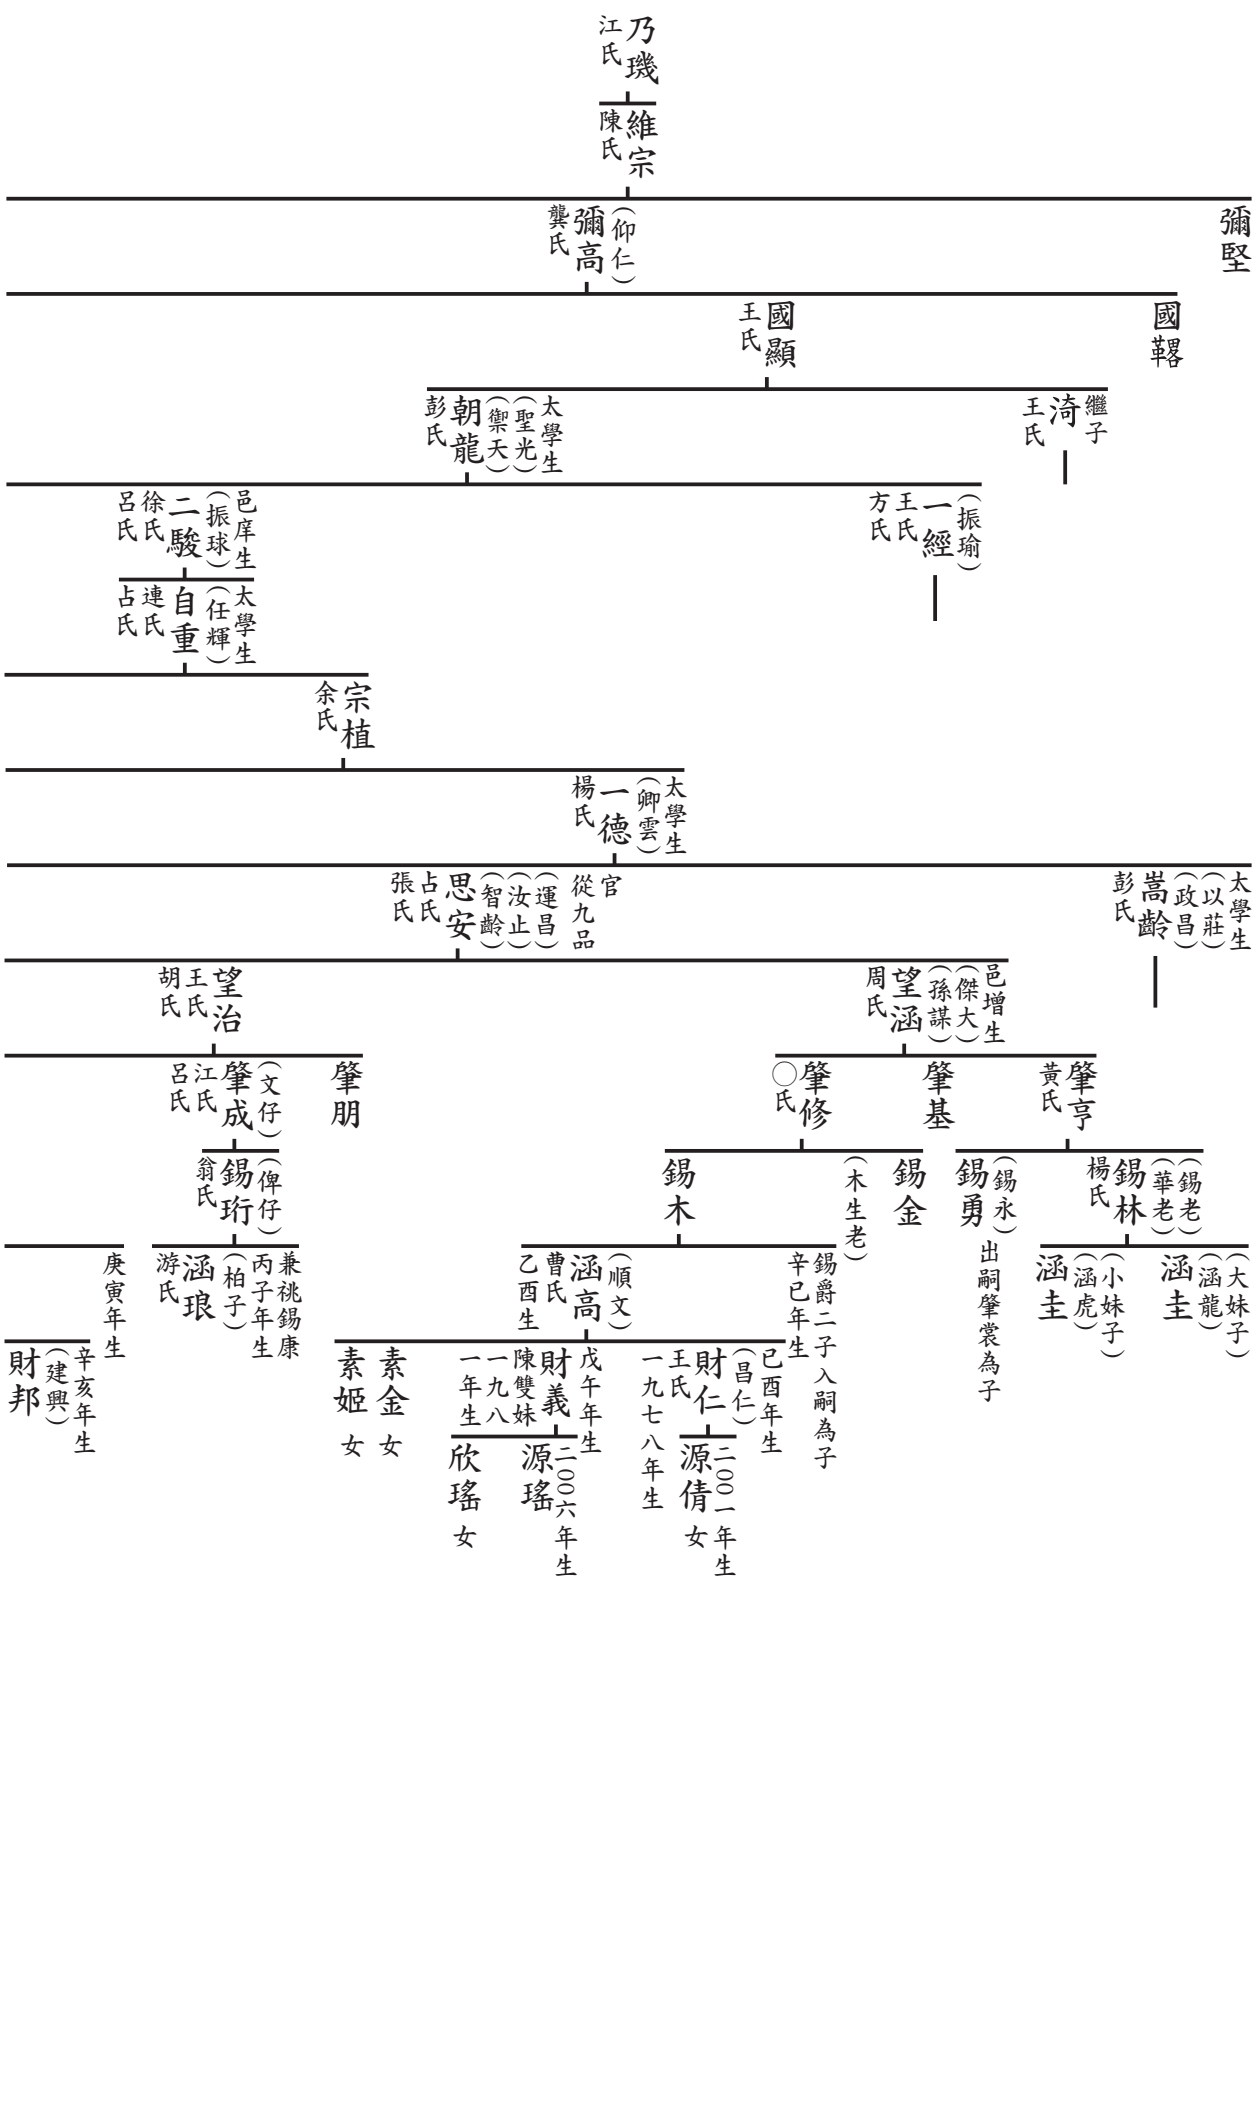 乃璣
江氏
維宗
陳氏
彌堅
(仰仁)
彌高
龔氏
國鞷
國顯
王氏
繼子
漪
王氏
太學生
(聖光)
(禦天)
朝龍
彭氏
(振瑜)
一經
王氏
方氏
邑庠生
(振球)
二駿
徐氏
呂氏
太學生
(任輝)
自重
連氏
占氏
宗植
余氏
太學生
(卿雲)
一德
楊氏
太學生
(以莊)
(政昌)
嵩齡
彭氏
官
從九品
(運昌)
(汝止)
(智齡)
思安
占氏
張氏
邑增生
(傑大)
(孫謀)
望涵
周氏
望治
王氏
胡氏
肇亨
黃氏
肇基
肇修
〇氏
肇朋
(文仔)
肇成
江氏
呂氏
(錫老)
(華老)
錫林
楊氏
(錫永)
錫勇
出嗣肇裳為子
錫金
(木生老)
錫木
(俾仔)
錫珩
翁氏
(大妹子)
(涵龍)
涵圭
(小妹子)
(涵虎)
涵圭
錫爵二子入嗣為子
辛巳年生
(順文)
涵高
曹氏
乙酉生
兼祧錫康
丙子年生
(柏子)
涵琅
游氏
庚寅年生
己酉年生
(昌仁)
財仁
王氏
一九七八年生
戊午年生
財義
陳雙妹
一九八
一年生
素金 女
素姬 女
辛亥年生
(建興)
財邦
二〇〇一年生
源倩 女
二〇〇六年生
源瑤
欣瑤 女